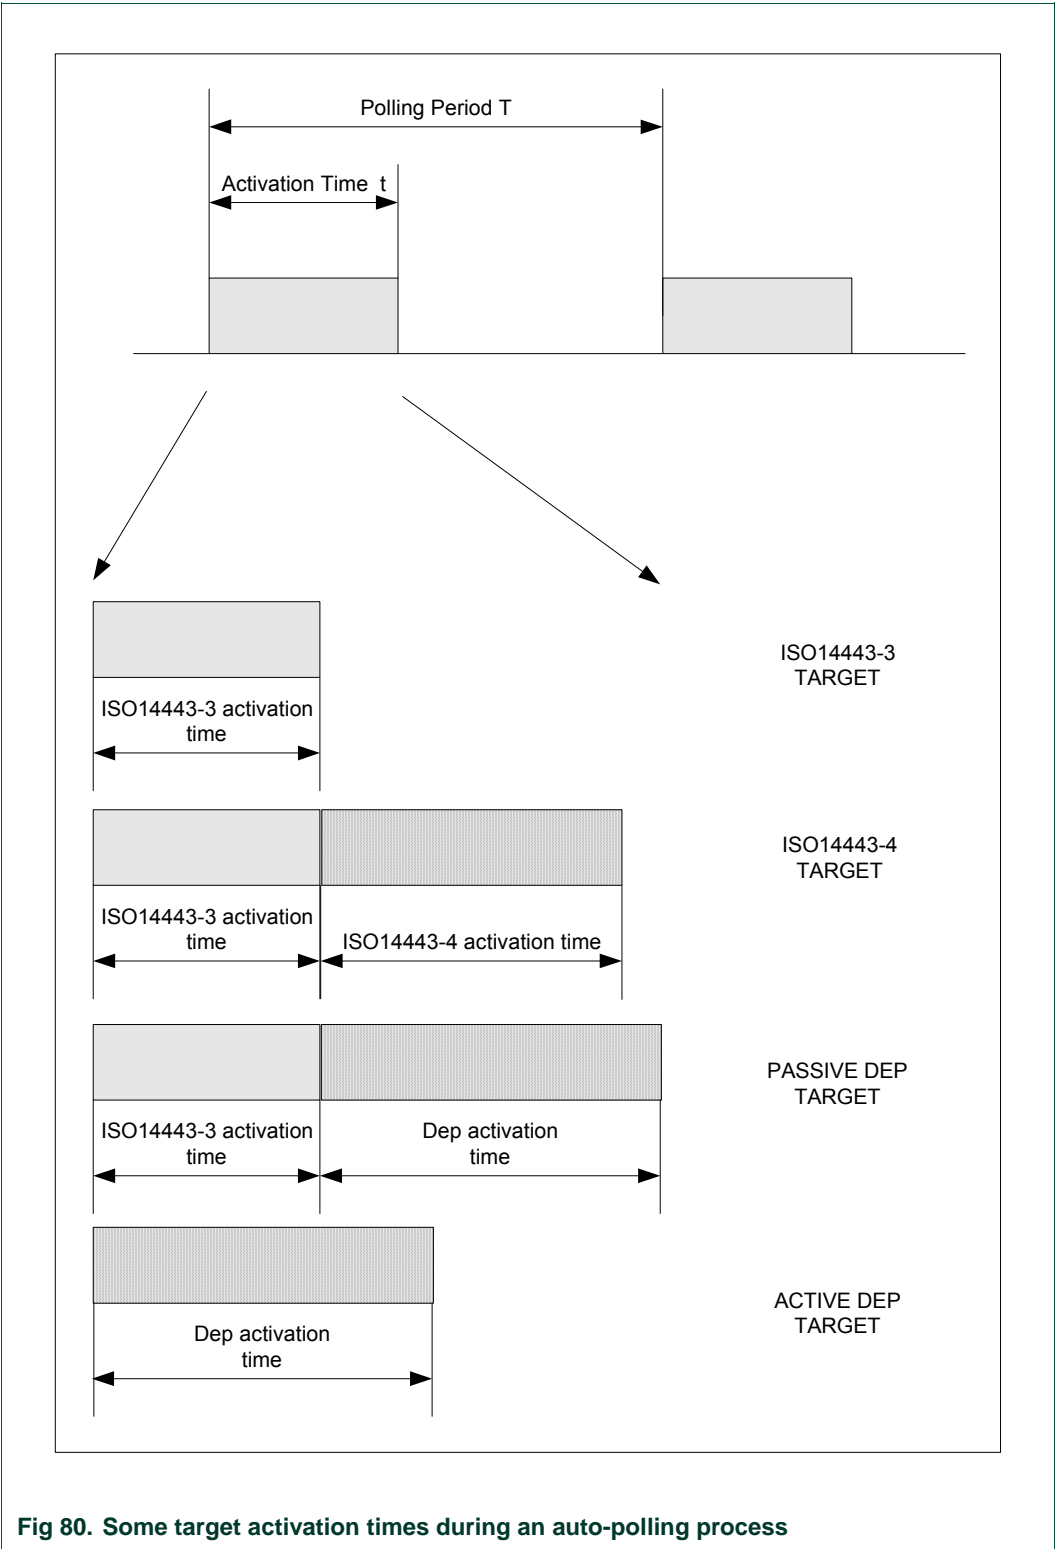 Polling Period T
Activation Time t
ISO14443-3
TARGET
ISO14443-3 activation
time
ISO14443-4
TARGET
ISO14443-3 activation
time
ISO14443-4 activation time
PASSIVE DEP
TARGET
ISO14443-3 activation
time
Dep activation
time
ACTIVE DEP
TARGET
Dep activation
time
Fig 80. Some target activation times during an auto-polling process